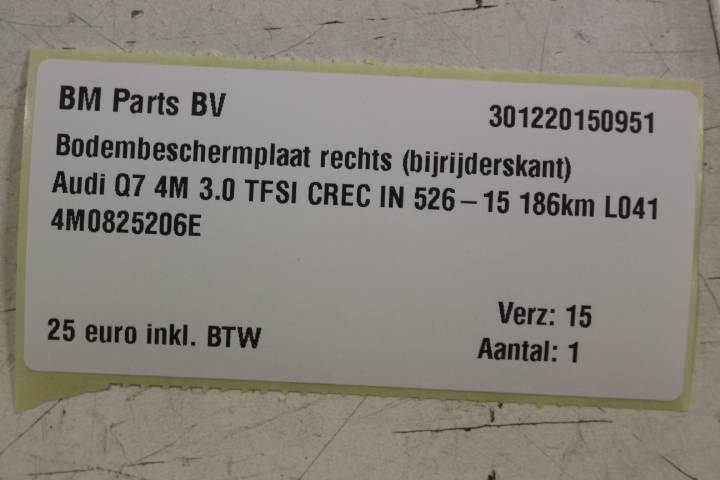 BM Parts BV
301220150951
Bodembeschermplaat rechts (bijrijderskant)
Audi Q7 4M 3.0 TFSI CREC IN 526 – 15 186km L041
4M0825206E
Verz: 15
25 euro inkl. BTW
Aantal: 1